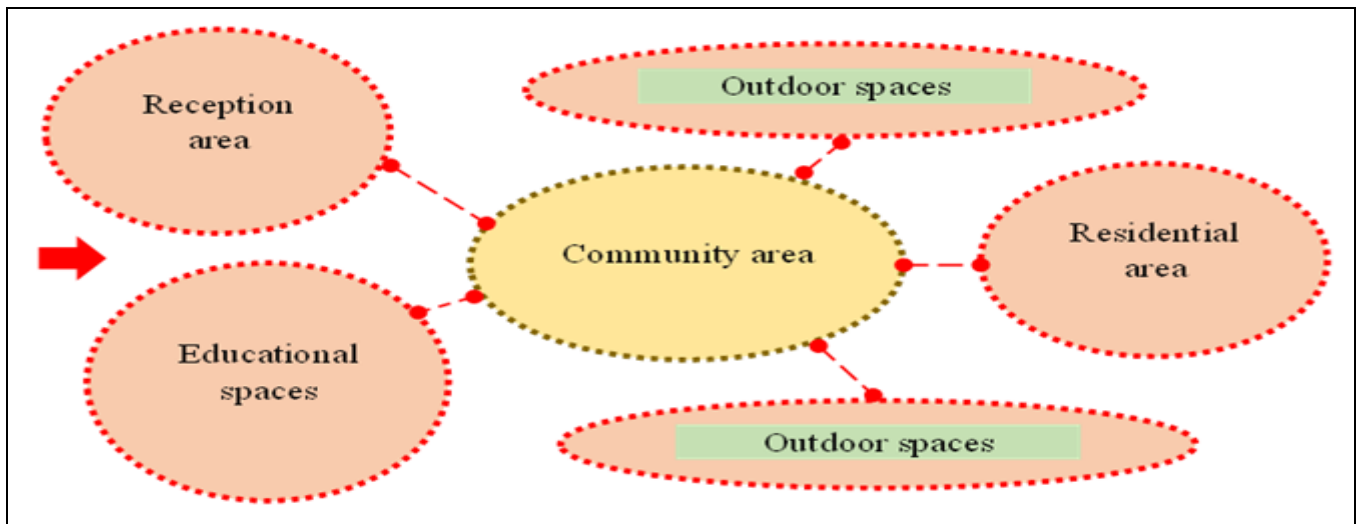 Reception
area
Outdoor spaces
Community area
Residential
area
Educational
spaces
Outdoor spaces